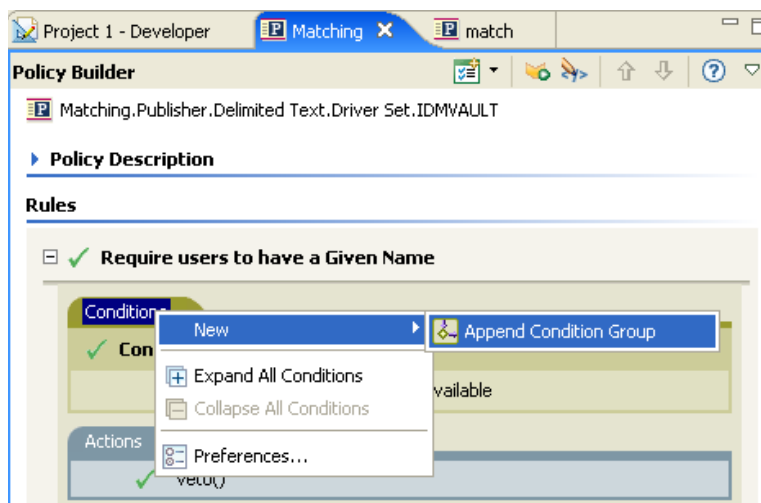 Project 1 - Developer
Matching
match
Policy Builder
Matching.Publisher.Delimited Text.Driver Set.IDMVAULT
Policy Description
Rules
Require users to have a Given Name
Conditions
New
Append Condition Group
Con
Expand All Conditions
vailable
Collapse All Conditions
Actions
Preferences...
veto()